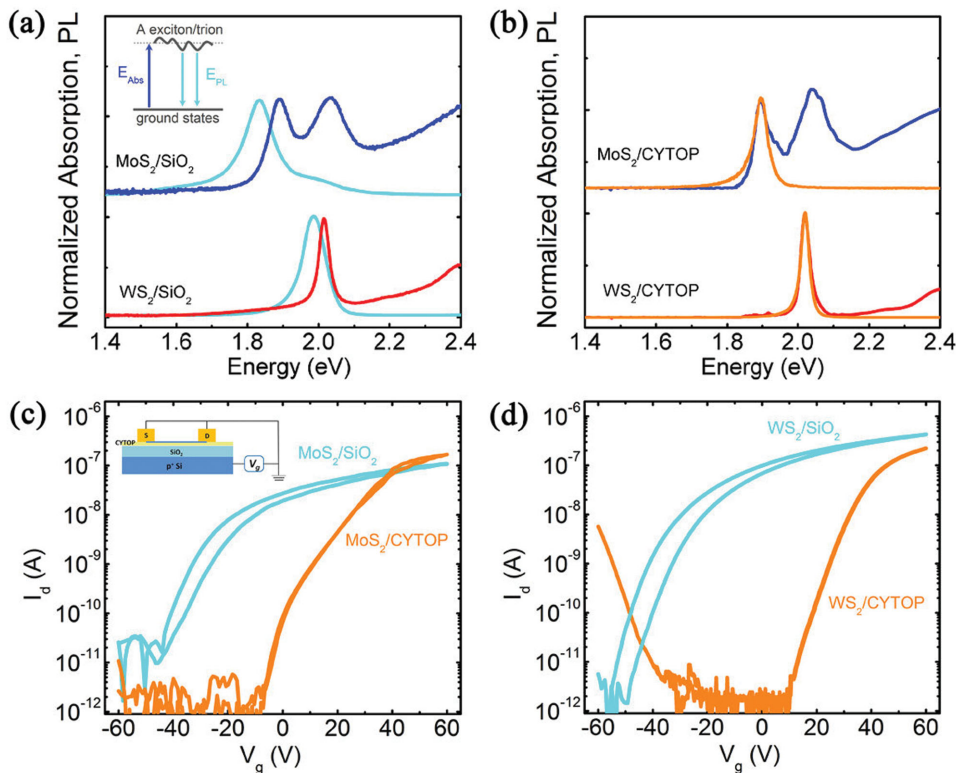 (a)
A exciton/trion
E_Abs
E_PL
ground states
MoS₂/SiO₂
WS₂/SiO₂
Normalized Absorption, PL
1.4 1.6 1.8 2.0 2.2 2.4
Energy (eV)
(b)
MoS₂/CYTOP
WS₂/CYTOP
Normalized Absorption, PL
1.4 1.6 1.8 2.0 2.2 2.4
Energy (eV)
(c)
10⁻⁶
10⁻⁷
10⁻⁸
10⁻⁹
10⁻¹⁰
10⁻¹¹
10⁻¹²
I_d (A)
S
D
CYTOP
SiO₂
p⁺ Si
V_g
MoS₂/SiO₂
MoS₂/CYTOP
-60 -40 -20 0 20 40 60
V_g (V)
(d)
10⁻⁶
10⁻⁷
10⁻⁸
10⁻⁹
10⁻¹⁰
10⁻¹¹
10⁻¹²
I_d (A)
WS₂/SiO₂
WS₂/CYTOP
-60 -40 -20 0 20 40 60
V_g (V)